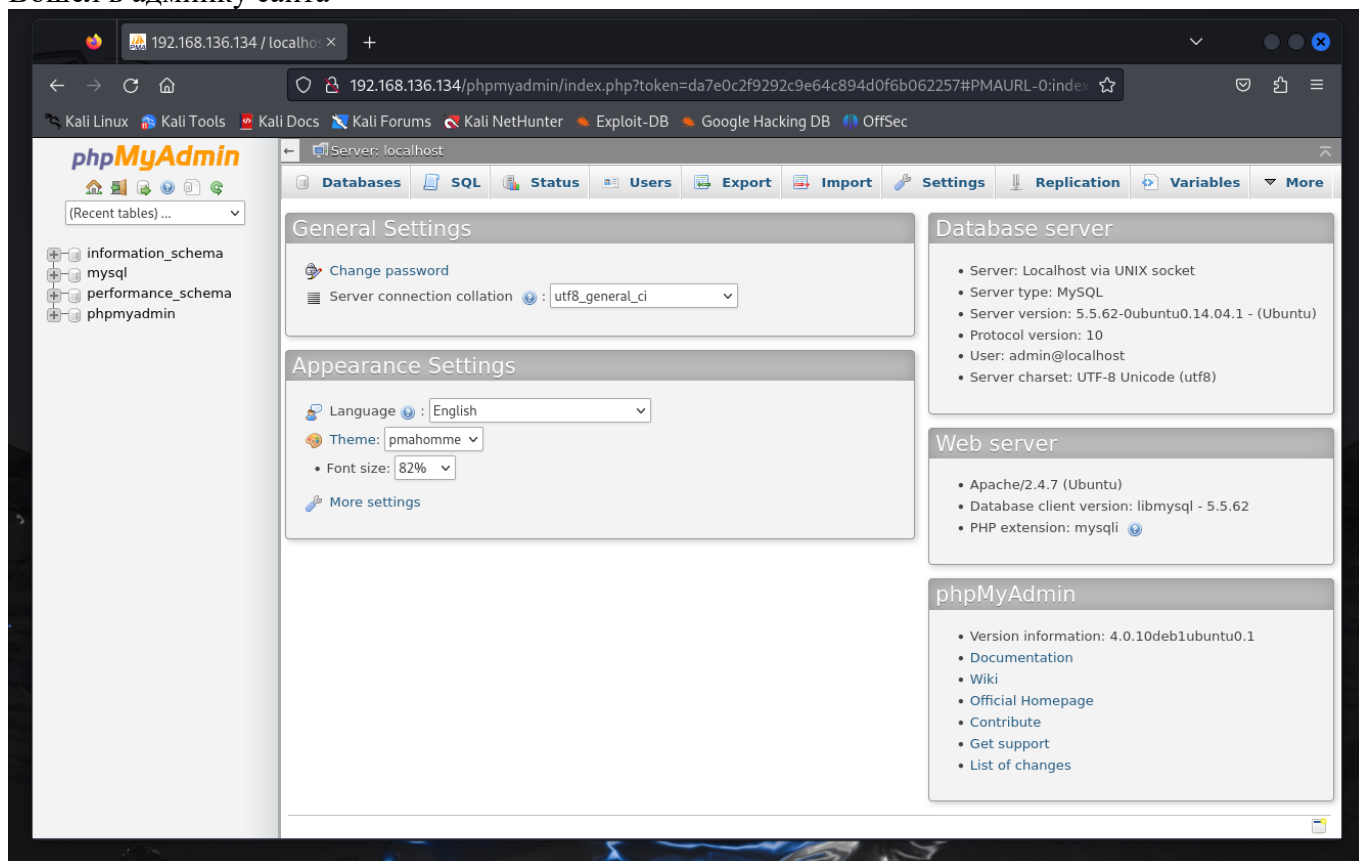 Вошел в админку сайта
192.168.136.134 / localhos
192.168.136.134/phpmyadmin/index.php?token=da7e0c2f9292c9e64c894d0f6b062257#PMAURL-0:index
Kali Linux Kali Tools Kali Docs Kali Forums Kali NetHunter Exploit-DB Google Hacking DB OffSec
phpMyAdmin
(Recent tables) ...
information_schema
mysql
performance_schema
phpmyadmin
Server: localhost
Databases SQL Status Users Export Import Settings Replication Variables More
General Settings
Change password
Server connection collation : utf8_general_ci
Appearance Settings
Language : English
Theme: pmahomme
• Font size: 82%
More settings
Database server
• Server: Localhost via UNIX socket
• Server type: MySQL
• Server version: 5.5.62-0ubuntu0.14.04.1 - (Ubuntu)
• Protocol version: 10
• User: admin@localhost
• Server charset: UTF-8 Unicode (utf8)
Web server
• Apache/2.4.7 (Ubuntu)
• Database client version: libmysql - 5.5.62
• PHP extension: mysqli
phpMyAdmin
• Version information: 4.0.10deb1ubuntu0.1
• Documentation
• Wiki
• Official Homepage
• Contribute
• Get support
• List of changes